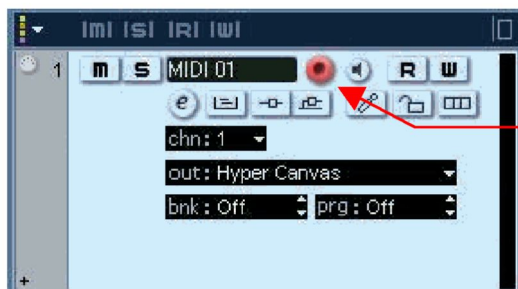 m S R W
1 m S MIDI 01 R W
e
chn: 1
out: Hyper Canvas
bnk: Off prg: Off
+